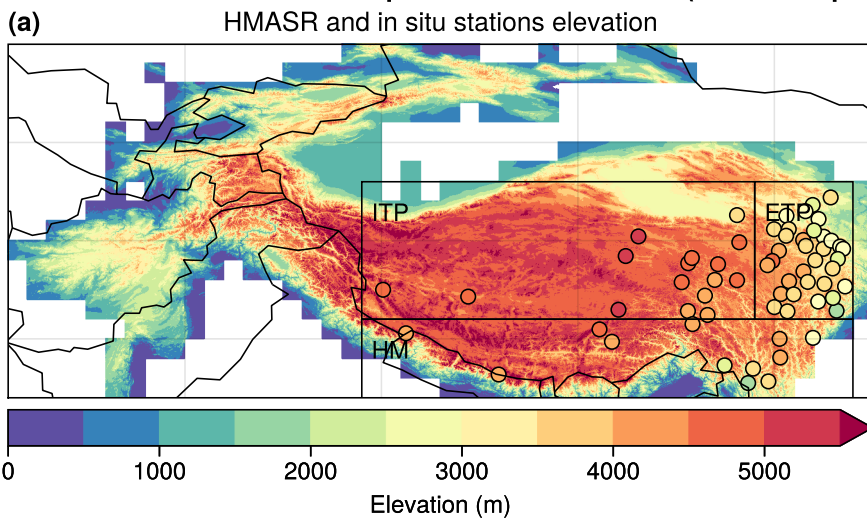 (a)
HMASR and in situ stations elevation
ITP
ETP
HM
0 1000 2000 3000 4000 5000
Elevation (m)